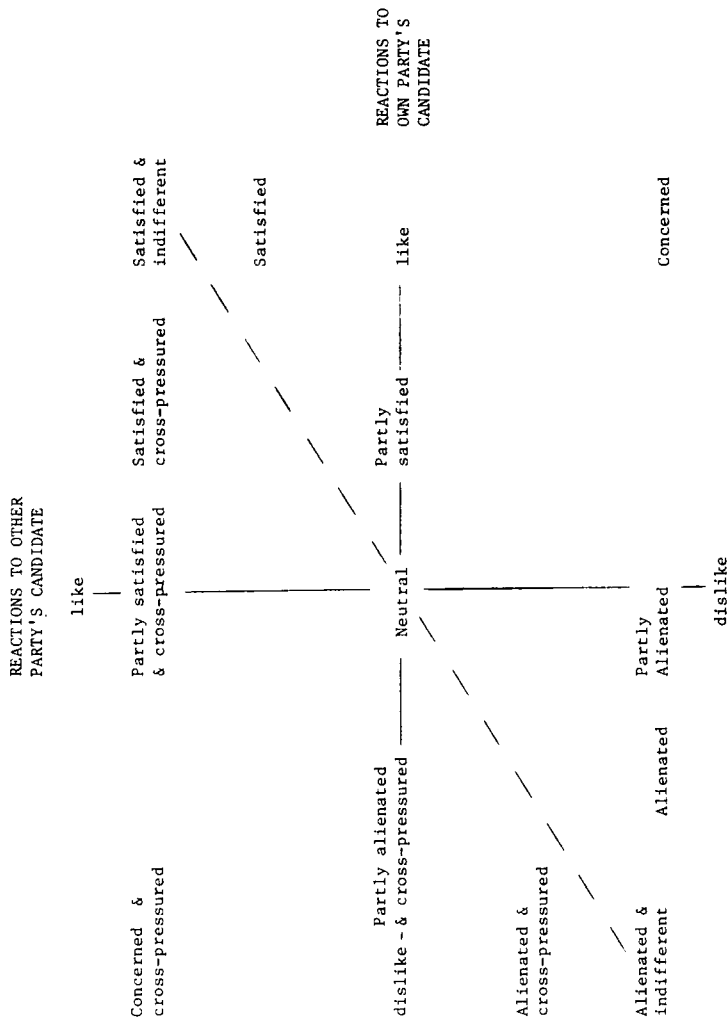 REACTIONS TO OTHER
PARTY'S CANDIDATE
like
Concerned &
cross-pressured
Partly satisfied
& cross-pressured
Satisfied &
cross-pressured
Satisfied &
indifferent
Satisfied
Partly alienated
dislike - & cross-pressured
Neutral
Partly
satisfied
like
REACTIONS TO
OWN PARTY'S
CANDIDATE
Alienated &
cross-pressured
Alienated &
indifferent
Alienated
Partly
Alienated
Concerned
dislike